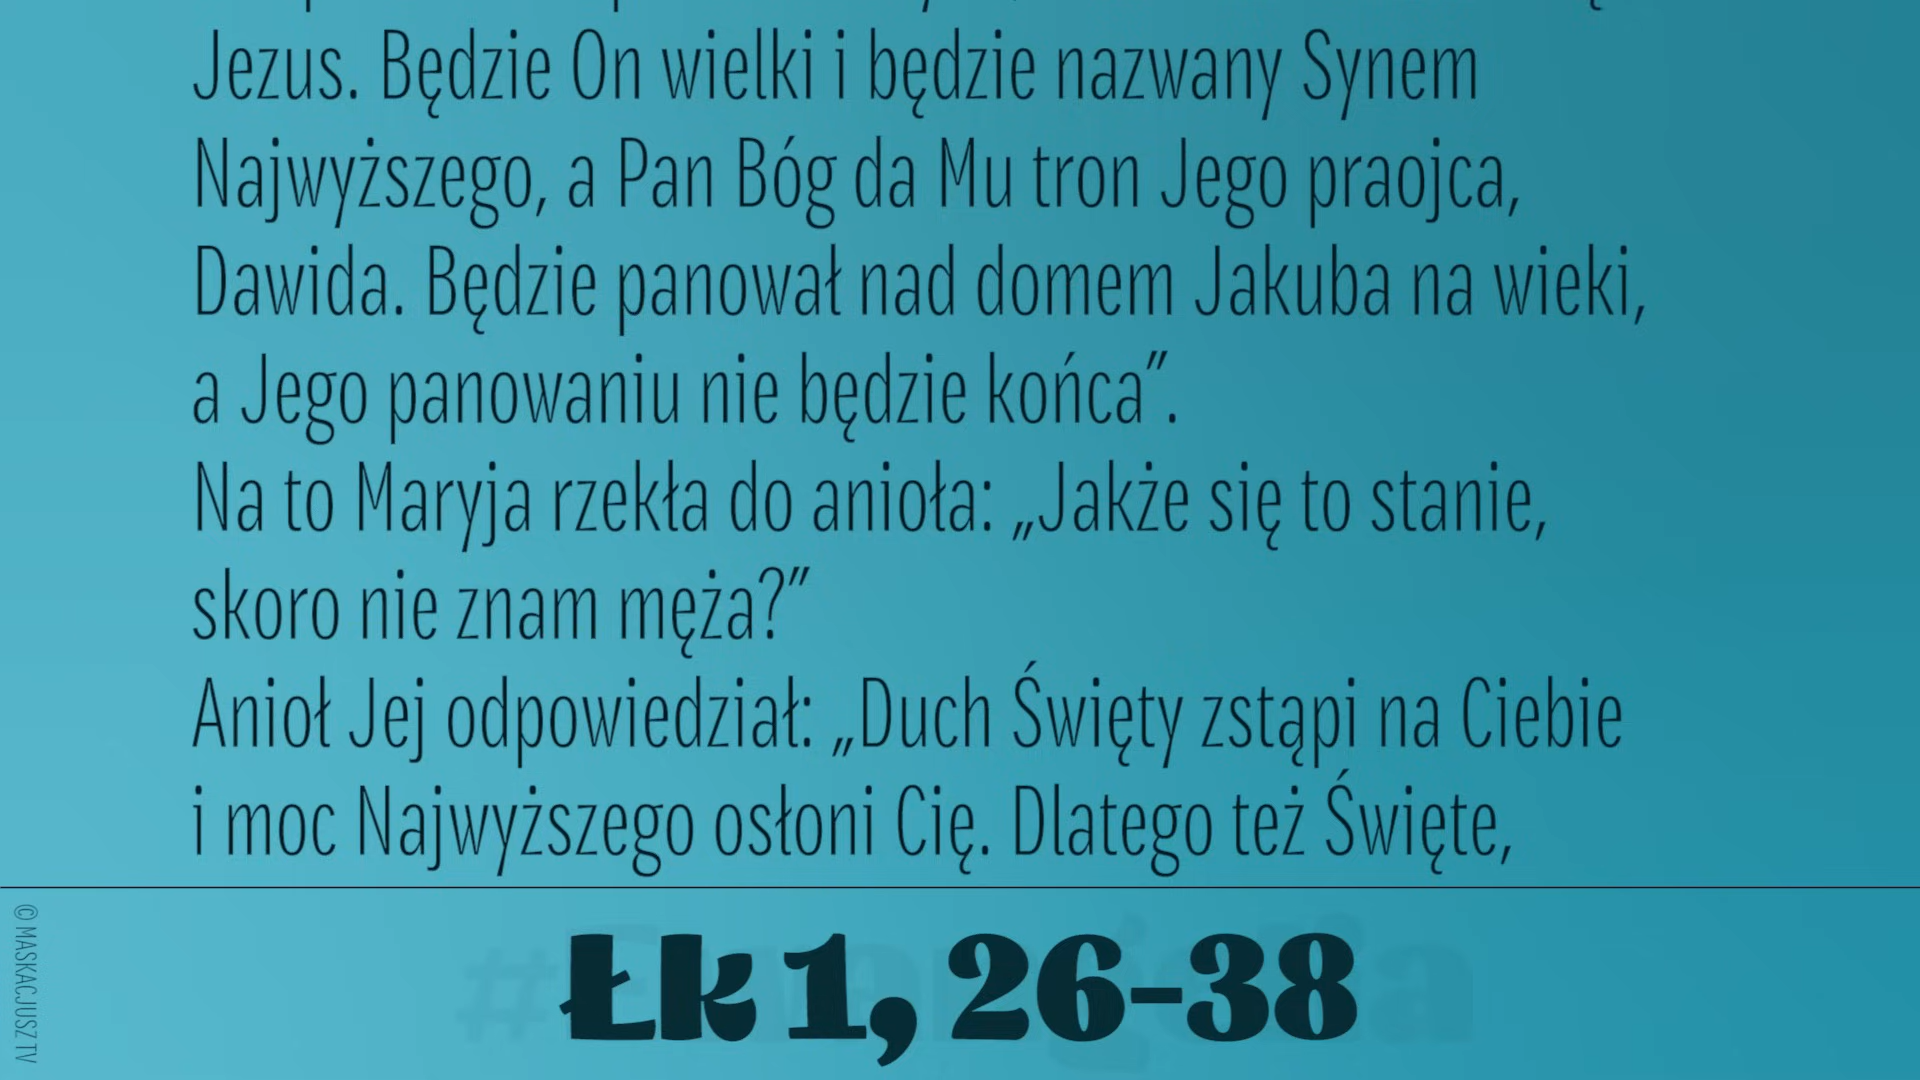 Jezus. Będzie On wielki i będzie nazwany Synem
Najwyższego, a Pan Bóg da Mu tron Jego praojca,
Dawida. Będzie panował nad domem Jakuba na wieki,
a Jego panowaniu nie będzie końca”.
Na to Maryja rzekła do anioła: „Jakże się to stanie,
skoro nie znam męża?”
Anioł Jej odpowiedział: „Duch Święty zstąpi na Ciebie
i moc Najwyższego osłoni Cię. Dlatego też Święte,
Łk 1, 26-38
© MASKACJUSZ TV